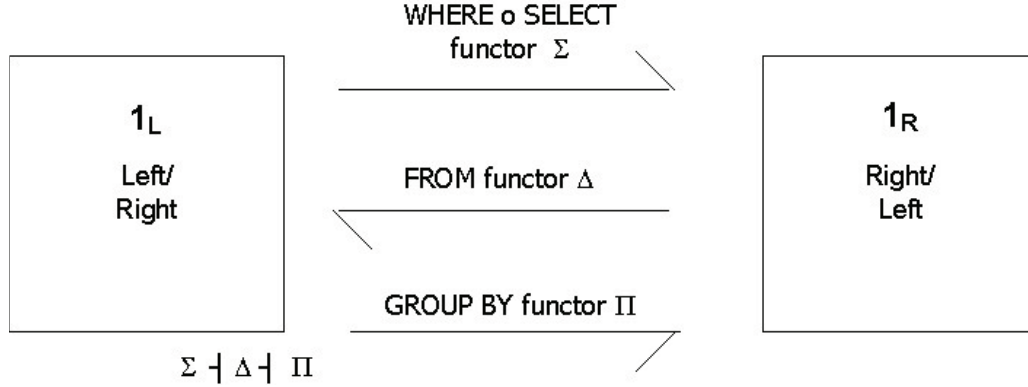 WHERE o SELECT
functor Σ
1L
Left/
Right
FROM functor Δ
1R
Right/
Left
GROUP BY functor Π
Σ ⊣ Δ ⊣ Π